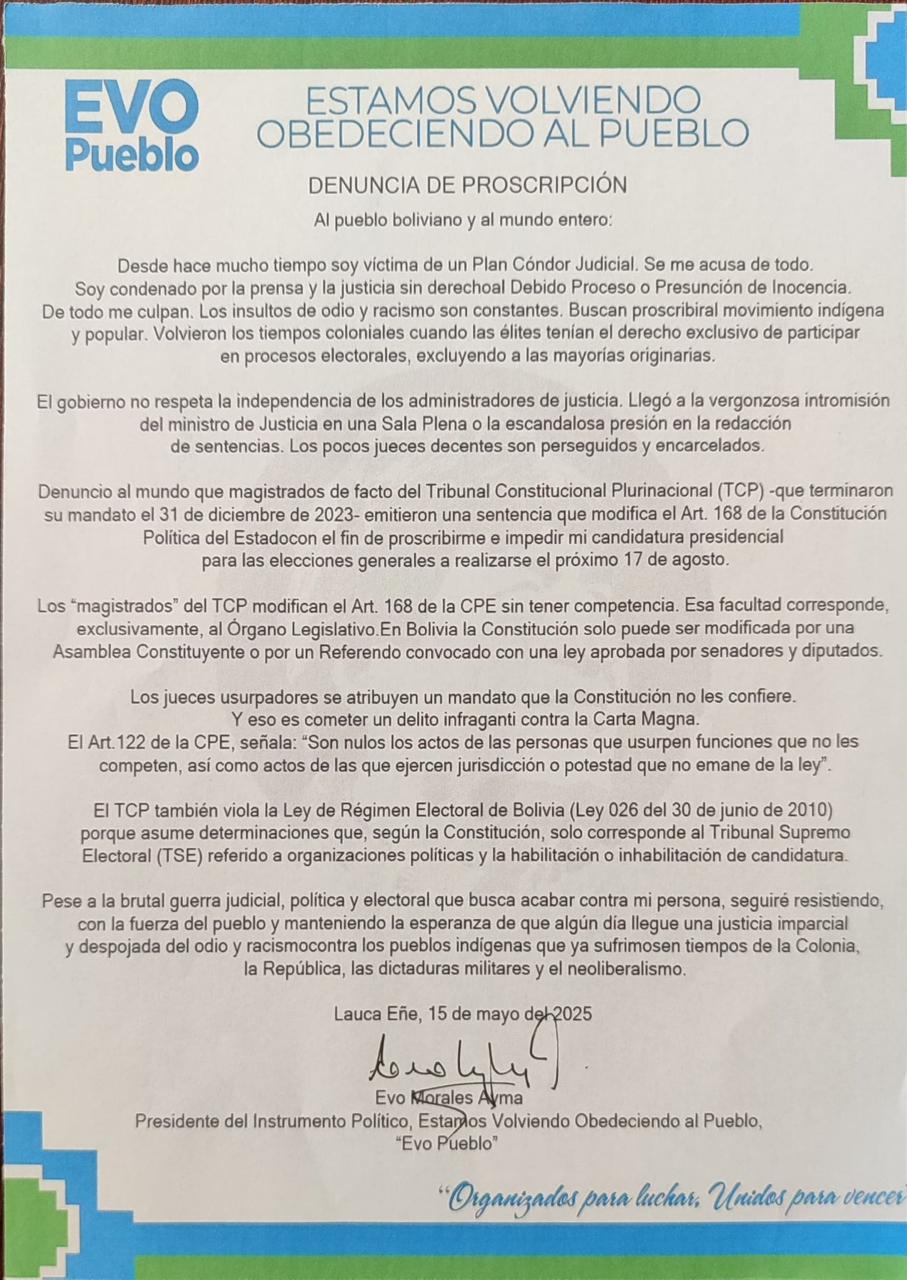 EVO
Pueblo
ESTAMOS VOLVIENDO
OBEDECIENDO AL PUEBLO
DENUNCIA DE PROSCRIPCIÓN
Al pueblo boliviano y al mundo entero:
Desde hace mucho tiempo soy víctima de un Plan Cóndor Judicial. Se me acusa de todo.
Soy condenado por la prensa y la justicia sin derechoal Debido Proceso o Presunción de Inocencia.
De todo me culpan. Los insultos de odio y racismo son constantes. Buscan proscribiral movimiento indígena
y popular. Volvieron los tiempos coloniales cuando las élites tenían el derecho exclusivo de participar
en procesos electorales, excluyendo a las mayorías originarias.
El gobierno no respeta la independencia de los administradores de justicia. Llegó a la vergonzosa intromisión
del ministro de Justicia en una Sala Plena o la escandalosa presión en la redacción
de sentencias. Los pocos jueces decentes son perseguidos y encarcelados.
Denuncio al mundo que magistrados de facto del Tribunal Constitucional Plurinacional (TCP) -que terminaron
su mandato el 31 de diciembre de 2023- emitieron una sentencia que modifica el Art. 168 de la Constitución
Política del Estadocon el fin de proscribirme e impedir mi candidatura presidencial
para las elecciones generales a realizarse el próximo 17 de agosto.
Los “magistrados” del TCP modifican el Art. 168 de la CPE sin tener competencia. Esa facultad corresponde,
exclusivamente, al Órgano Legislativo.En Bolivia la Constitución solo puede ser modificada por una
Asamblea Constituyente o por un Referendo convocado con una ley aprobada por senadores y diputados.
Los jueces usurpadores se atribuyen un mandato que la Constitución no les confiere.
Y eso es cometer un delito infraganti contra la Carta Magna.
El Art.122 de la CPE, señala: “Son nulos los actos de las personas que usurpen funciones que no les
competen, así como actos de las que ejercen jurisdicción o potestad que no emane de la ley”.
El TCP también viola la Ley de Régimen Electoral de Bolivia (Ley 026 del 30 de junio de 2010)
porque asume determinaciones que, según la Constitución, solo corresponde al Tribunal Supremo
Electoral (TSE) referido a organizaciones políticas y la habilitación o inhabilitación de candidatura.
Pese a la brutal guerra judicial, política y electoral que busca acabar contra mi persona, seguiré resistiendo,
con la fuerza del pueblo y manteniendo la esperanza de que algún día llegue una justicia imparcial
y despojada del odio y racismocontra los pueblos indígenas que ya sufrimosen tiempos de la Colonia,
la República, las dictaduras militares y el neoliberalismo.
Lauca Eñe, 15 de mayo del 2025
Evo Morales Ayma
Presidente del Instrumento Político, Estamos Volviendo Obedeciendo al Pueblo,
“Evo Pueblo”
“Organizados para luchar, Unidos para vencer